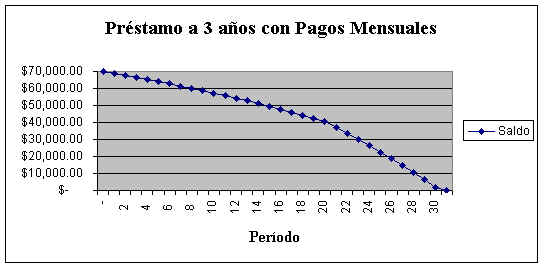 Préstamo a 3 años con Pagos Mensuales
$70,000.00
$60,000.00
$50,000.00
$40,000.00
$30,000.00
$20,000.00
$10,000.00
$-
Saldo
- 2 4 6 8 10 12 14 16 18 20 22 24 26 28 30
Período